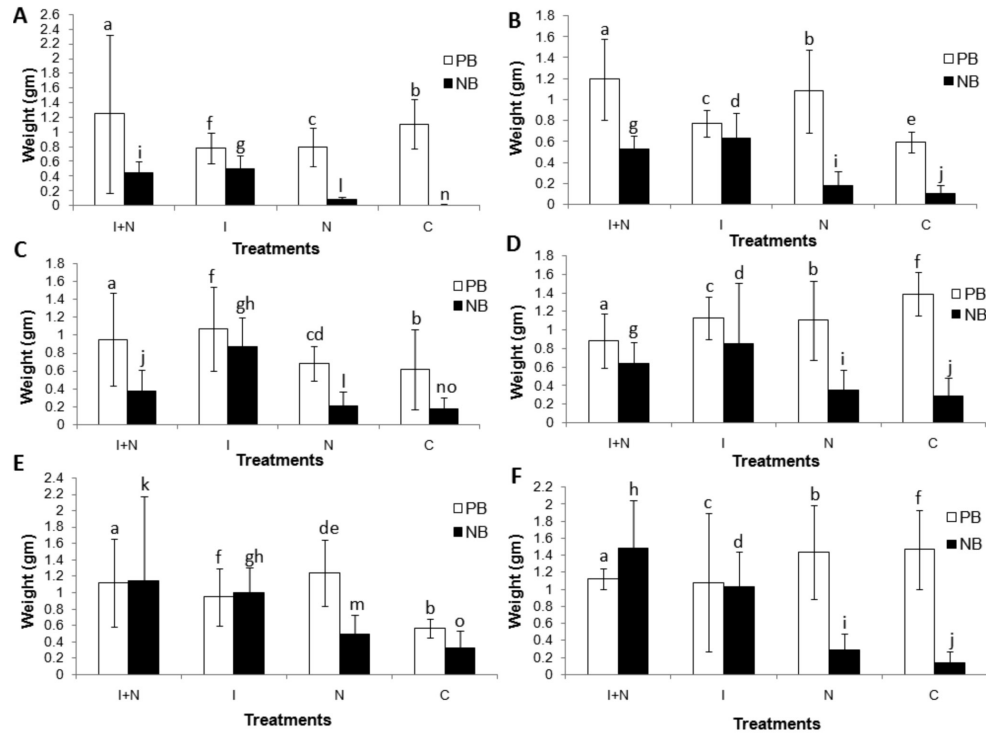 A
Weight (gm)
2.6
2.4
2.2
2
1.8
1.6
1.4
1.2
1
0.8
0.6
0.4
0.2
0
a
i
f
g
c
l
b
n
PB
NB
I+N I N C
Treatments
B
Weight (gm)
1.8
1.6
1.4
1.2
1
0.8
0.6
0.4
0.2
0
a
g
c
d
b
i
e
j
PB
NB
I+N I N C
Treatments
C
Weight (gm)
1.8
1.6
1.4
1.2
1
0.8
0.6
0.4
0.2
0
a
j
f
gh
cd
l
b
no
PB
NB
I+N I N C
Treatments
D
Weight (gm)
1.8
1.6
1.4
1.2
1
0.8
0.6
0.4
0.2
0
a
g
c
d
b
i
f
j
PB
NB
I+N I N C
Treatments
E
Weight (gm)
2.4
2.2
2
1.8
1.6
1.4
1.2
1
0.8
0.6
0.4
0.2
0
a
k
f
gh
de
m
b
o
PB
NB
I+N I N C
Treatments
F
Weight (gm)
2.2
2
1.8
1.6
1.4
1.2
1
0.8
0.6
0.4
0.2
0
a
h
c
d
b
i
f
j
PB
NB
I+N I N C
Treatments